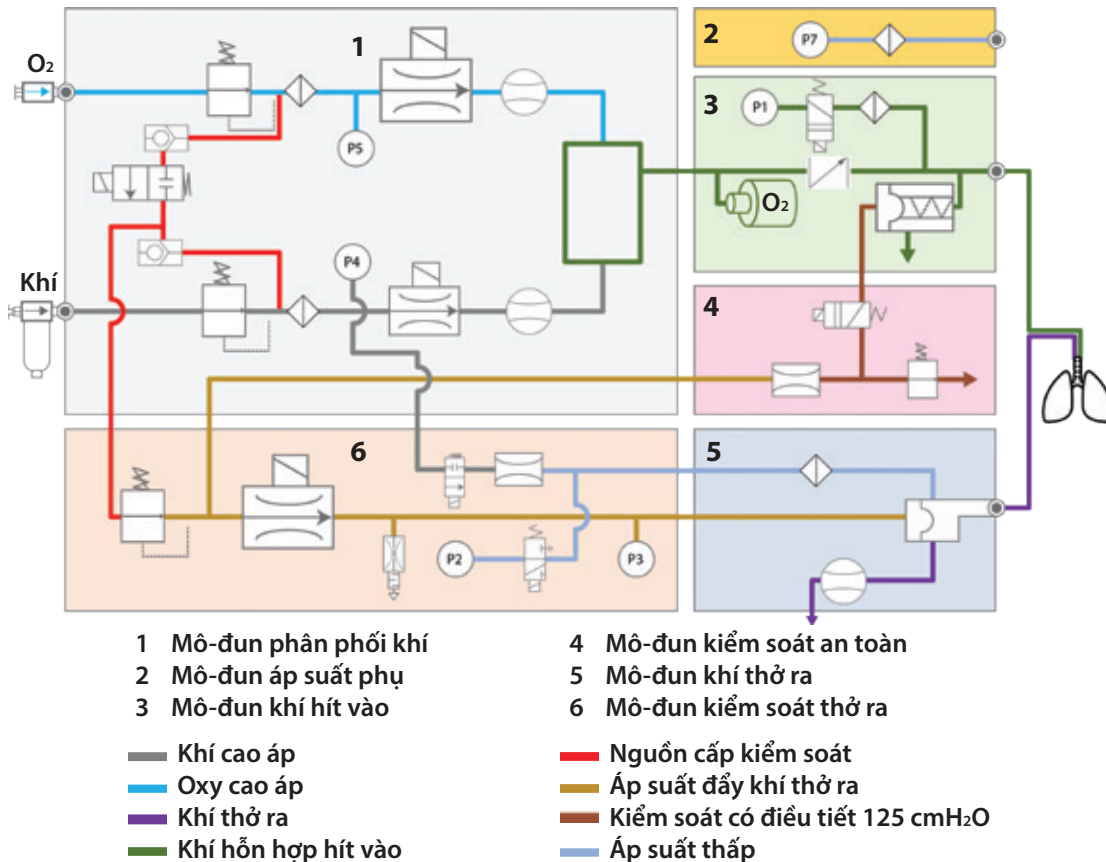 1
2
P7
O₂
3
P1
P5
O₂
P4
Khí
4
6
5
P2
P3
1 Mô-đun phân phối khí
2 Mô-đun áp suất phụ
3 Mô-đun khí hít vào
4 Mô-đun kiểm soát an toàn
5 Mô-đun khí thở ra
6 Mô-đun kiểm soát thở ra
Khí cao áp
Oxy cao áp
Khí thở ra
Khí hỗn hợp hít vào
Nguồn cấp kiểm soát
Áp suất đẩy khí thở ra
Kiểm soát có điều tiết 125 cmH₂O
Áp suất thấp